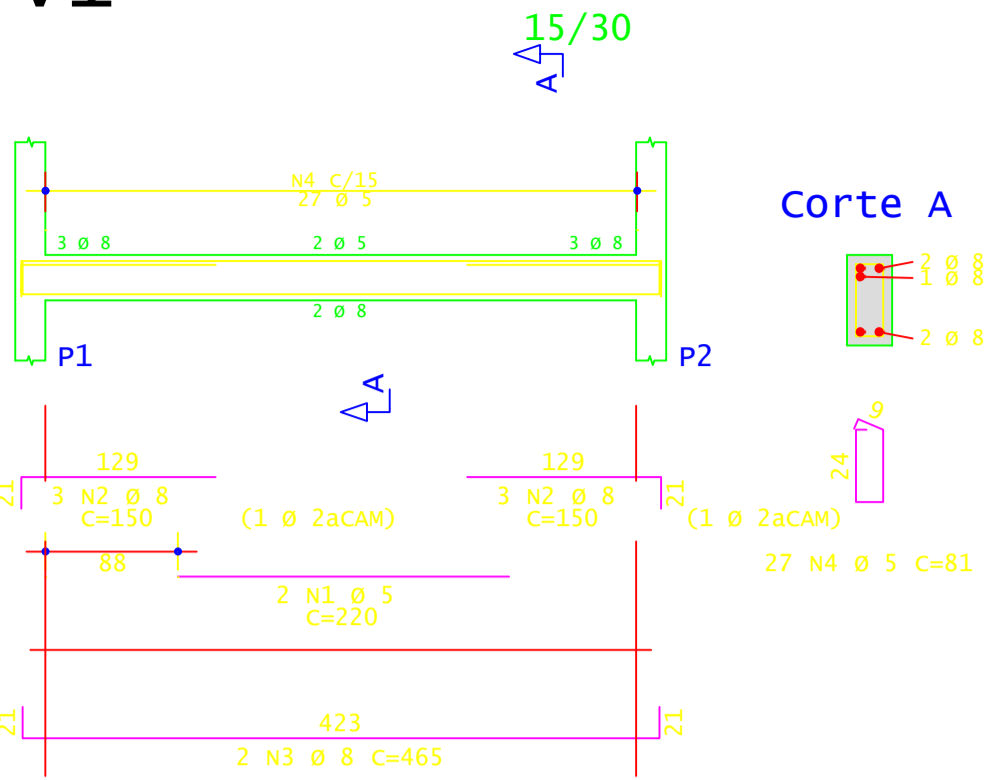 15/30
A
N4 C/15
27 Ø 5
Corte A
3 Ø 8 2 Ø 5 3 Ø 8
2 Ø 8
1 Ø 8
2 Ø 8
2 Ø 8
P1 P2
A
129 129
21 3 N2 Ø 8 3 N2 Ø 8 21
C=150 (1 Ø 2aCAM) C=150 (1 Ø 2aCAM)
9
24
27 N4 Ø 5 C=81
88
2 N1 Ø 5
C=220
21 423 21
2 N3 Ø 8 C=465